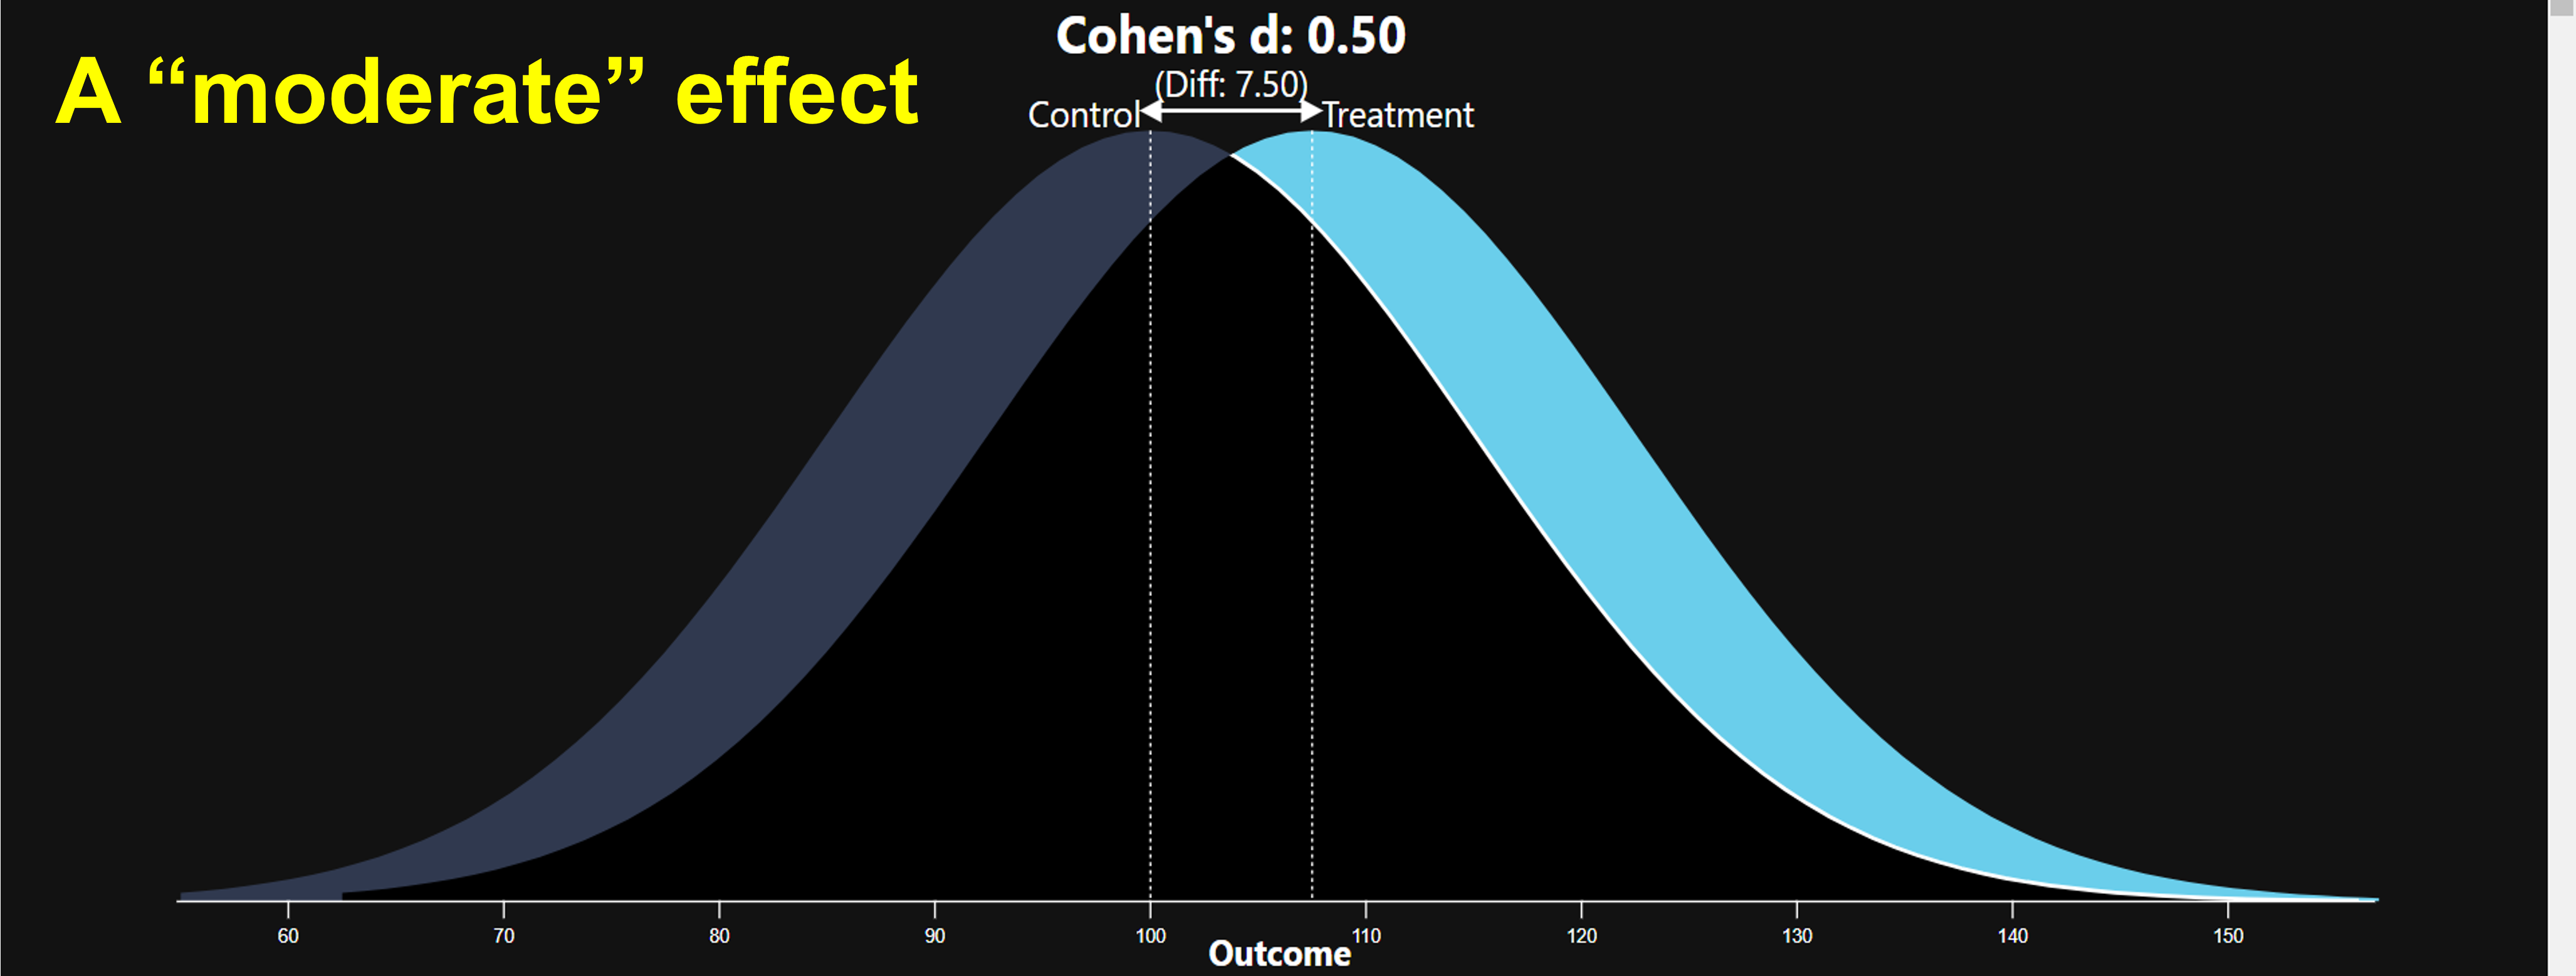 A “moderate” effect
Cohen's d: 0.50
(Diff: 7.50)
Control Treatment
60 70 80 90 100 110 120 130 140 150
Outcome